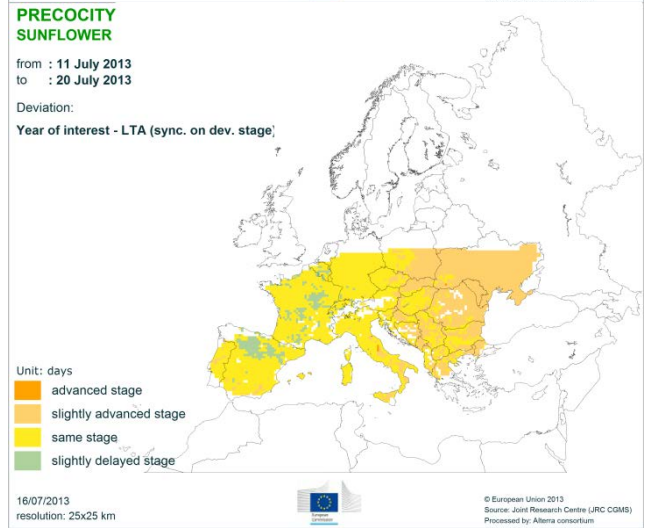 PRECOCITY
SUNFLOWER
from : 11 July 2013
to : 20 July 2013
Deviation:
Year of interest - LTA (sync. on dev. stage)
Unit: days
advanced stage
slightly advanced stage
same stage
slightly delayed stage
16/07/2013
resolution: 25x25 km
European
Commission
© European Union 2013
Source: Joint Research Centre (JRC CGMS)
Processed by: Alterra consortium